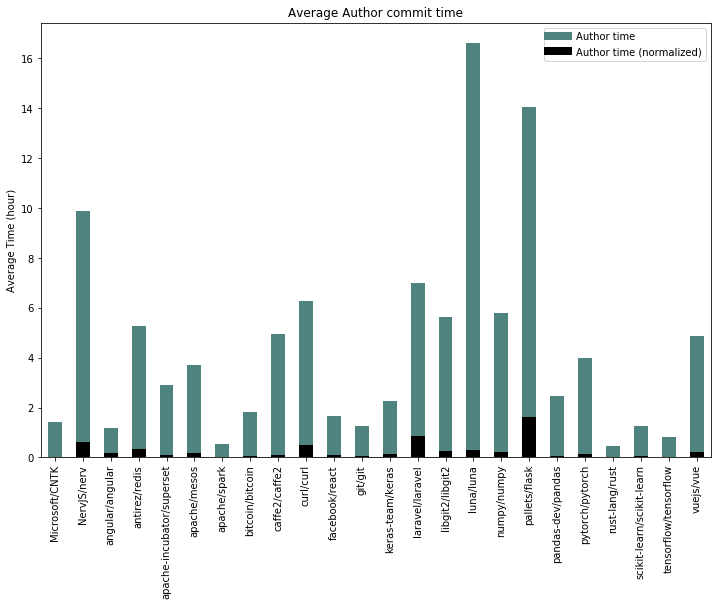 Average Author commit time
Author time
Author time (normalized)
Average Time (hour)
16
14
12
10
8
6
4
2
0
Microsoft/CNTK
NervJS/nerv
angular/angular
antirez/redis
apache-incubator/superset
apache/mesos
apache/spark
bitcoin/bitcoin
caffe2/caffe2
curl/curl
facebook/react
git/git
keras-team/keras
laravel/laravel
libgit2/libgit2
luna/luna
numpy/numpy
pallets/flask
pandas-dev/pandas
pytorch/pytorch
rust-lang/rust
scikit-learn/scikit-learn
tensorflow/tensorflow
vuejs/vue